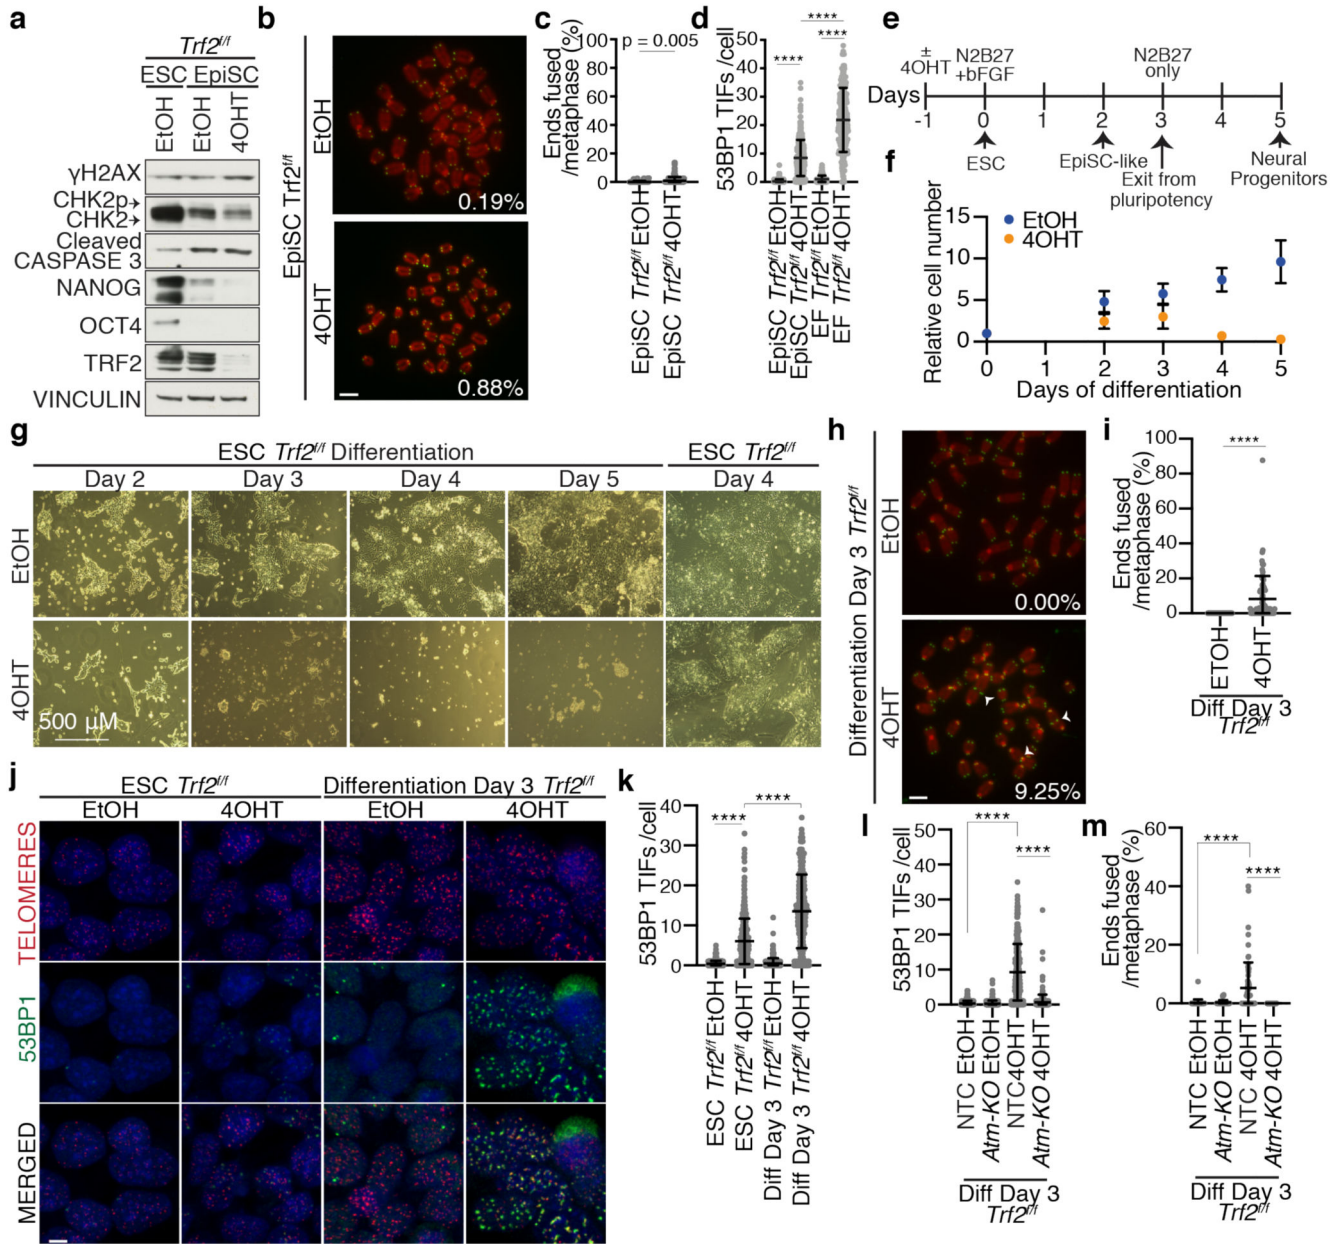 a
Trf2f/f
ESC EpiSC
EtOH
EtOH
4OHT
γH2AX
CHK2p
CHK2
Cleaved
CASPASE 3
NANOG
OCT4
TRF2
VINCULIN
b
EpiSC Trf2f/f
EtOH
0.19%
4OHT
0.88%
c
Ends fused
/metaphase (%)
100
80
60
40
20
0
p = 0.005
EpiSC Trf2f/f EtOH
EpiSC Trf2f/f 4OHT
d
53BP1 TIFs /cell
50
40
30
20
10
0
****
****
****
EpiSC Trf2f/f EtOH
EpiSC Trf2f/f 4OHT
EF Trf2f/f EtOH
EF Trf2f/f 4OHT
e
±
4OHT
N2B27
+bFGF
N2B27
only
Days
-1 0 1 2 3 4 5
ESC
EpiSC-like
Exit from
pluripotency
Neural
Progenitors
f
Relative cell number
15
10
5
0
EtOH
4OHT
0 1 2 3 4 5
Days of differentiation
g
ESC Trf2f/f Differentiation
ESC Trf2f/f
Day 2 Day 3 Day 4 Day 5 Day 4
EtOH
4OHT
500 µM
h
Differentiation Day 3 Trf2f/f
EtOH
0.00%
4OHT
9.25%
i
Ends fused
/metaphase (%)
100
80
60
40
20
0
****
ETOH
4OHT
Diff Day 3
Trf2f/f
j
ESC Trf2f/f
Differentiation Day 3 Trf2f/f
EtOH 4OHT EtOH 4OHT
TELOMERES
53BP1
MERGED
k
53BP1 TIFs /cell
40
30
20
10
0
****
****
ESC Trf2f/f EtOH
ESC Trf2f/f 4OHT
Diff Day 3 Trf2f/f EtOH
Diff Day 3 Trf2f/f 4OHT
l
53BP1 TIFs /cell
50
40
30
20
10
0
****
****
NTC EtOH
Atm-KO EtOH
NTC4OHT
Atm-KO 4OHT
Diff Day 3
Trf2f/f
m
Ends fused
/metaphase (%)
60
40
20
0
****
****
NTC EtOH
Atm-KO EtOH
NTC 4OHT
Atm-KO 4OHT
Diff Day 3
Trf2f/f